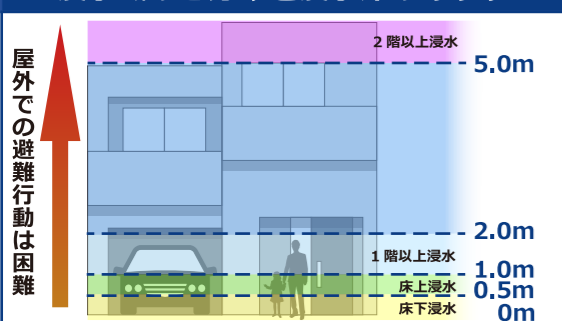 屋外での避難行動は困難
2階以上浸水
5.0m
2.0m
1階以上浸水
1.0m
床上浸水
0.5m
床下浸水
0m